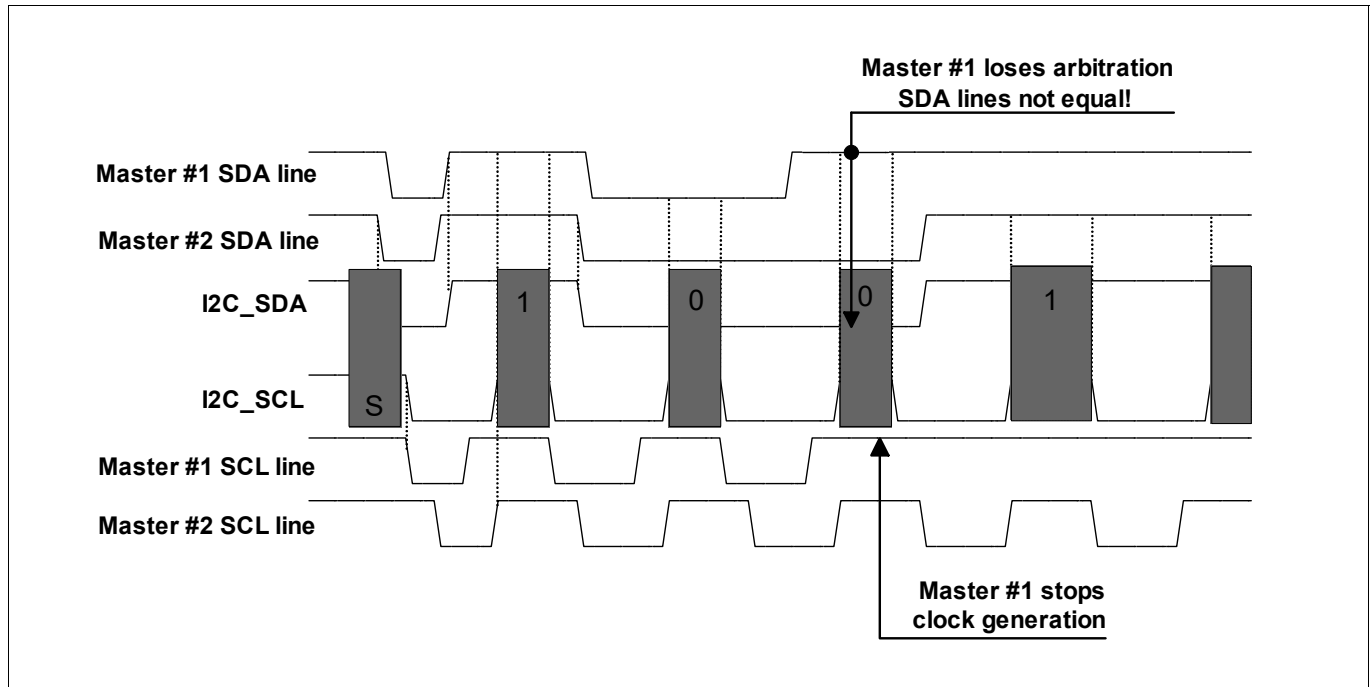 Master #1 loses arbitration
SDA lines not equal!
Master #1 SDA line
Master #2 SDA line
I2C_SDA
1
0
0
1
I2C_SCL
S
Master #1 SCL line
Master #2 SCL line
Master #1 stops
clock generation